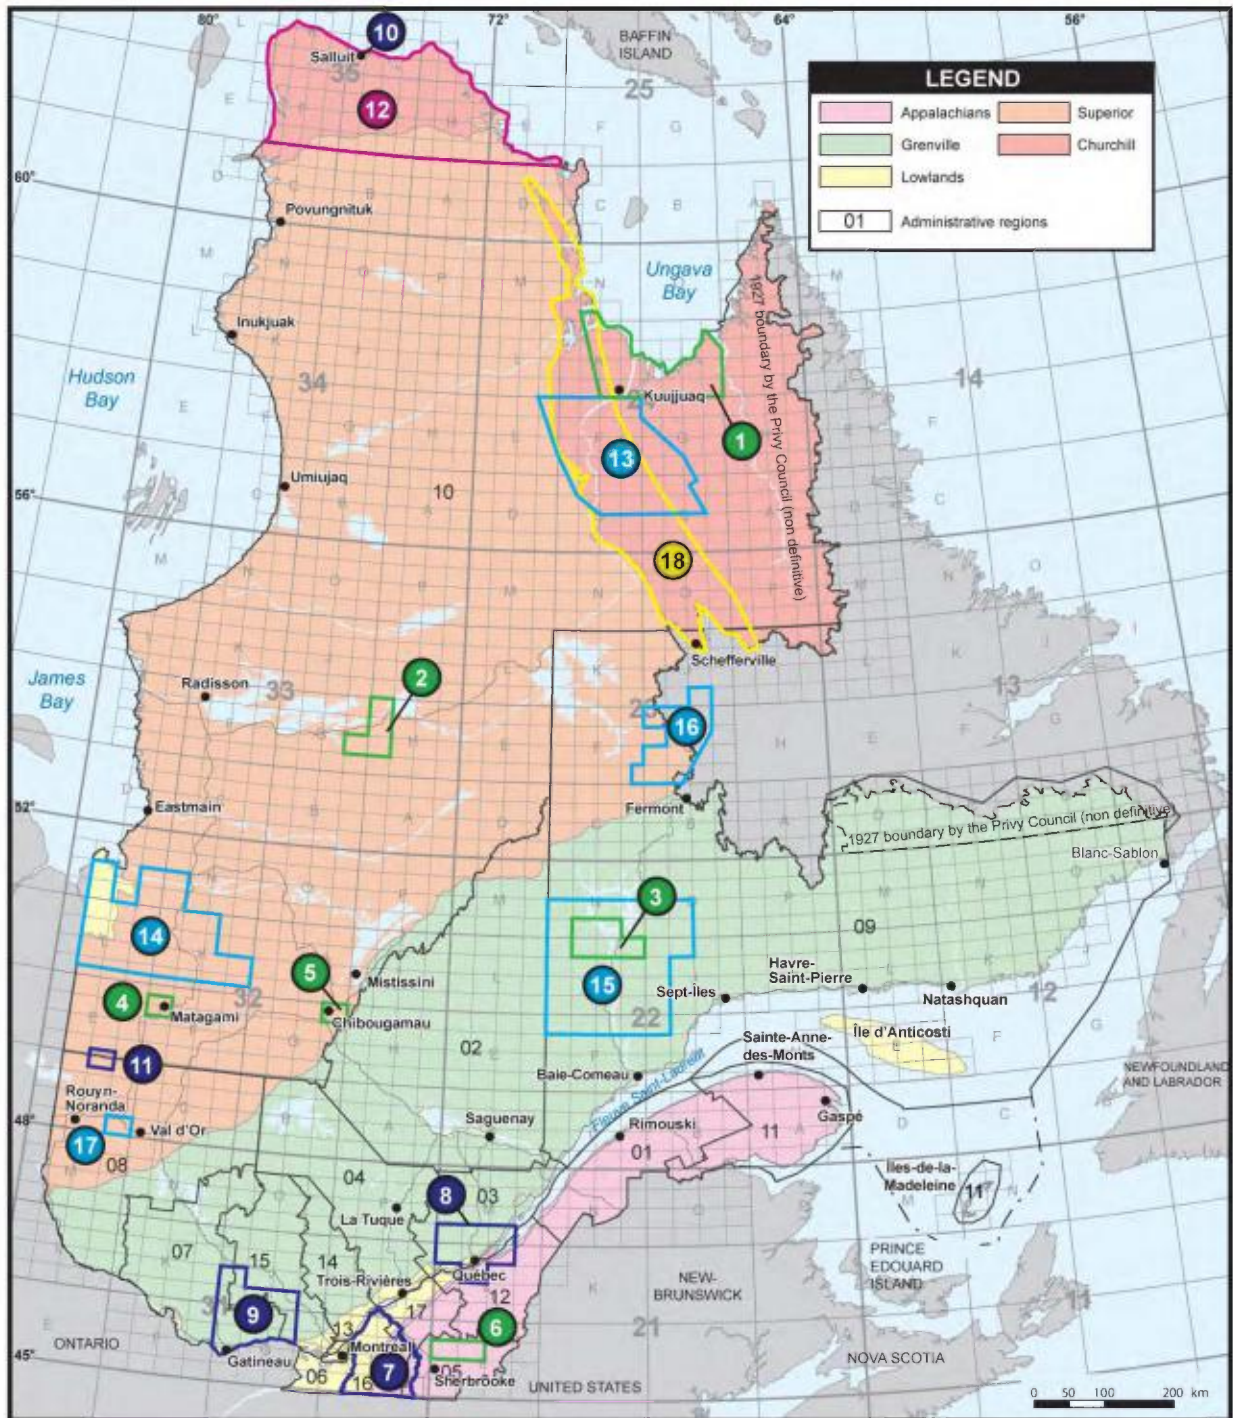 80°
72°
64°
56°
10
BAFFIN
ISLAND
Salluit
35
25
12
LEGEND
Appalachians
Superior
Grenville
Churchill
Lowlands
01
Administrative regions
60°
Povungnituk
Ungava
Bay
1927 boundary by the Privy Council (non definitive)
Inukjuak
Hudson
Bay
34
14
Kuujjuaq
24
1
13
Umiujaq
10
56°
18
Schefferville
James
Bay
Radisson
33
2
13
23
16
Fermont
52°
Eastmain
1927 boundary by the Privy Council (non definitive)
Blanc-Sablon
3
09
14
5
Mistissini
15
Havre-
Saint-Pierre
Sept-Îles
Natashquan
12
4
Matagami
32
Chibougamau
22
02
Île d'Anticosti
Sainte-Anne-
des-Monts
11
Baie-Comeau
Fleuve Saint-Laurent
NEWFOUNDLAND
AND LABRADOR
Rouyn-
Noranda
48°
17
Val d'Or
08
Saguenay
Rimouski
Gaspé
01
11
04
8
03
Îles-de-la-
Madeleine
11
La Tuque
07
15
14
Trois-Rivières
Québec
PRINCE
EDOUARD
ISLAND
NEW-
BRUNSWICK
12
17
9
31
13
6
21
11
ONTARIO
Gatineau
Montréal
NOVA SCOTIA
45°
06
16
7
05
Sherbrooke
UNITED STATES
0 50 100 200 km